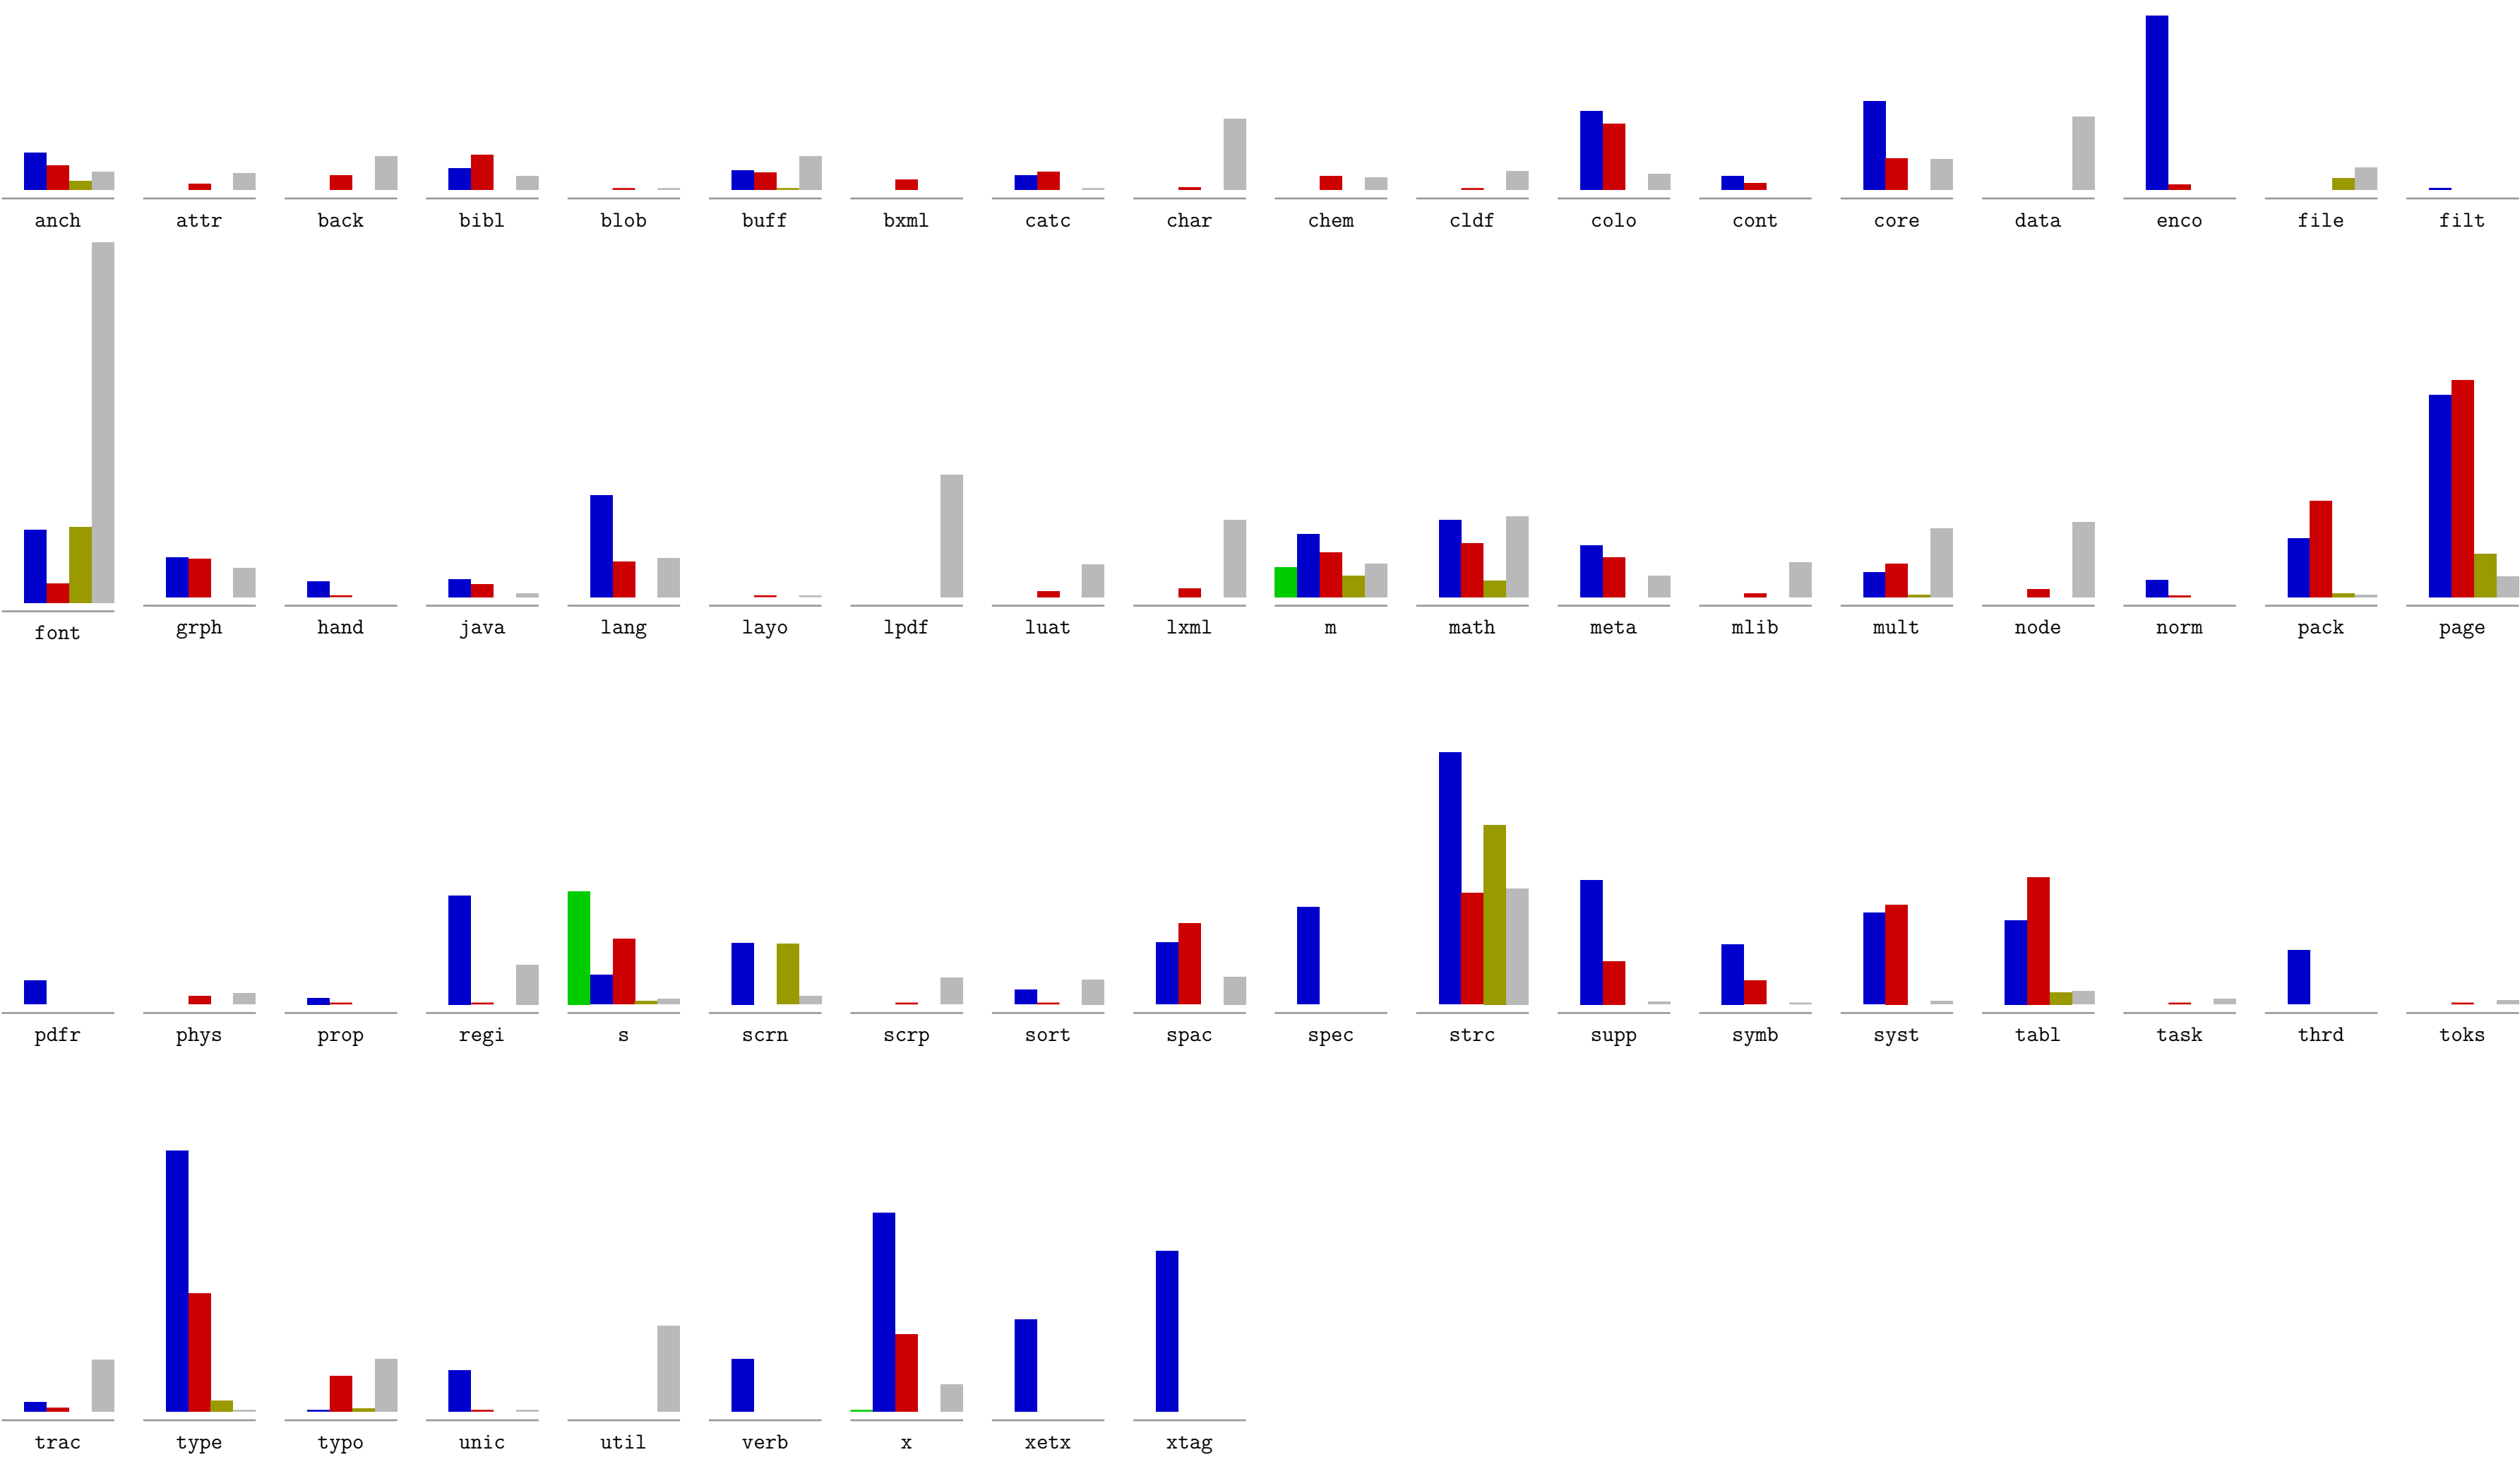 anch attr back bibl blob buff bxml catc char chem cldf colo cont core data enco file filt
font grph hand java lang layo lpdf luat lxml m math meta mlib mult node norm pack page
pdfr phys prop regi s scrn scrp sort spac spec strc supp symb syst tabl task thrd toks
trac type typo unic util verb x xetx xtag